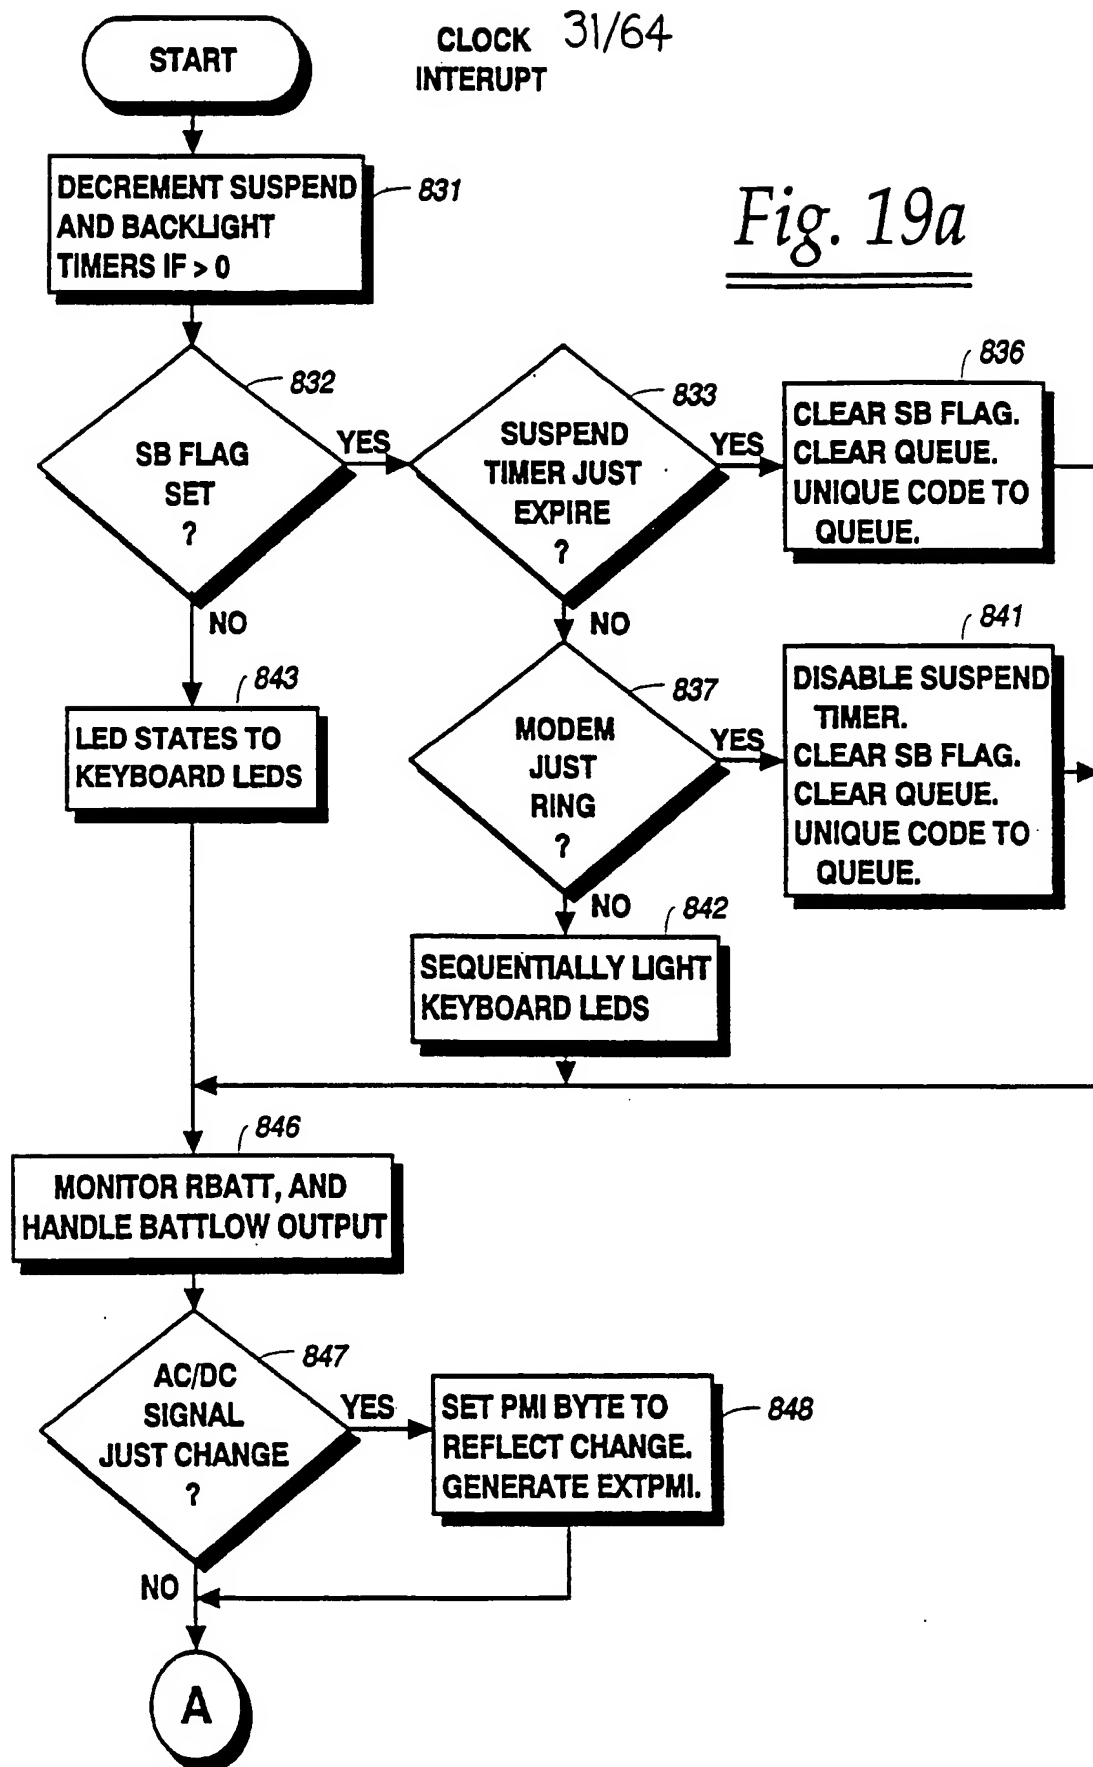 START
CLOCK
INTERUPT
31/64
DECREMENT SUSPEND
AND BACKLIGHT
TIMERS IF > 0
831
Fig. 19a
832
SB FLAG
SET
?
YES
NO
833
SUSPEND
TIMER JUST
EXPIRE
?
YES
NO
836
CLEAR SB FLAG.
CLEAR QUEUE.
UNIQUE CODE TO
QUEUE.
843
LED STATES TO
KEYBOARD LEDS
837
MODEM
JUST
RING
?
YES
NO
841
DISABLE SUSPEND
TIMER.
CLEAR SB FLAG.
CLEAR QUEUE.
UNIQUE CODE TO
QUEUE.
842
SEQUENTIALLY LIGHT
KEYBOARD LEDS
846
MONITOR RBATT, AND
HANDLE BATTLOW OUTPUT
847
AC/DC
SIGNAL
JUST CHANGE
?
YES
NO
SET PMI BYTE TO
REFLECT CHANGE.
GENERATE EXTPMI.
848
A